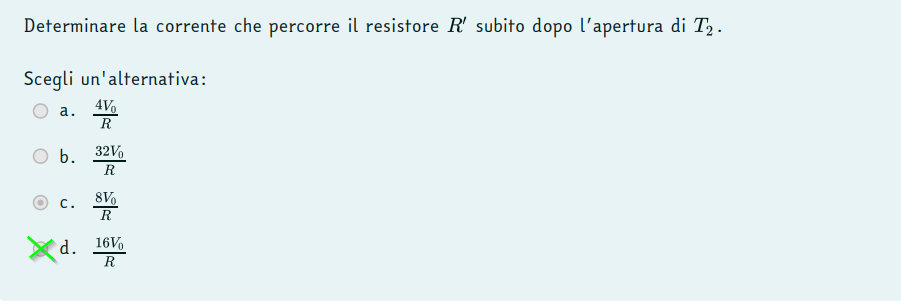 Determinare la corrente che percorre il resistore R′ subito dopo l'apertura di T₂.
Scegli un'alternativa:
a. 4V₀/R
b. 32V₀/R
c. 8V₀/R
d. 16V₀/R